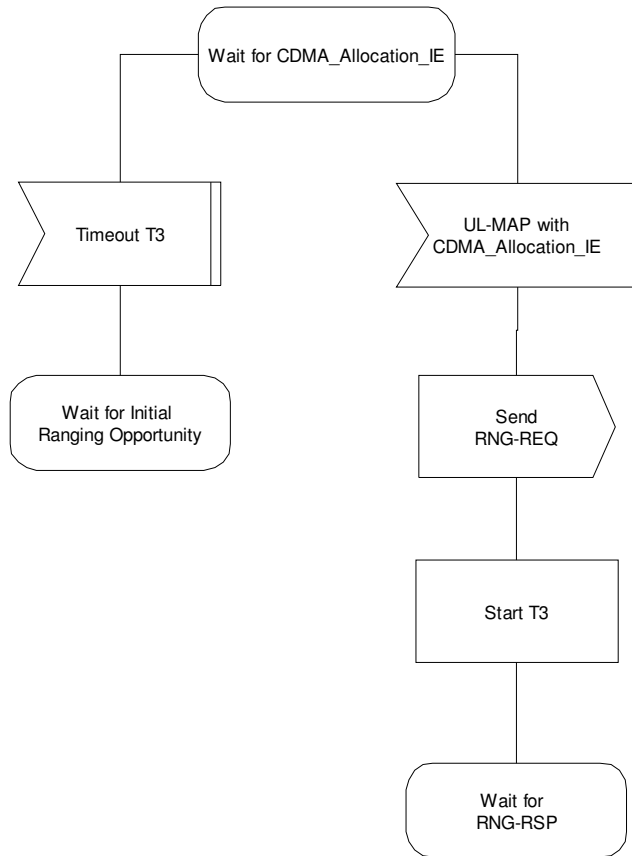 Wait for CDMA_Allocation_IE
Timeout T3
UL-MAP with
CDMA_Allocation_IE
Wait for Initial
Ranging Opportunity
Send
RNG-REQ
Start T3
Wait for
RNG-RSP